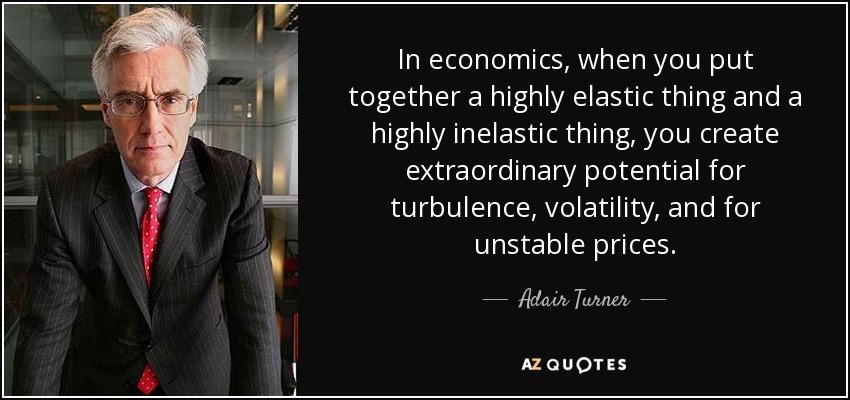 In economics, when you put
together a highly elastic thing and a
highly inelastic thing, you create
extraordinary potential for
turbulence, volatility, and for
unstable prices.
Adair Turner
AZ QUOTES